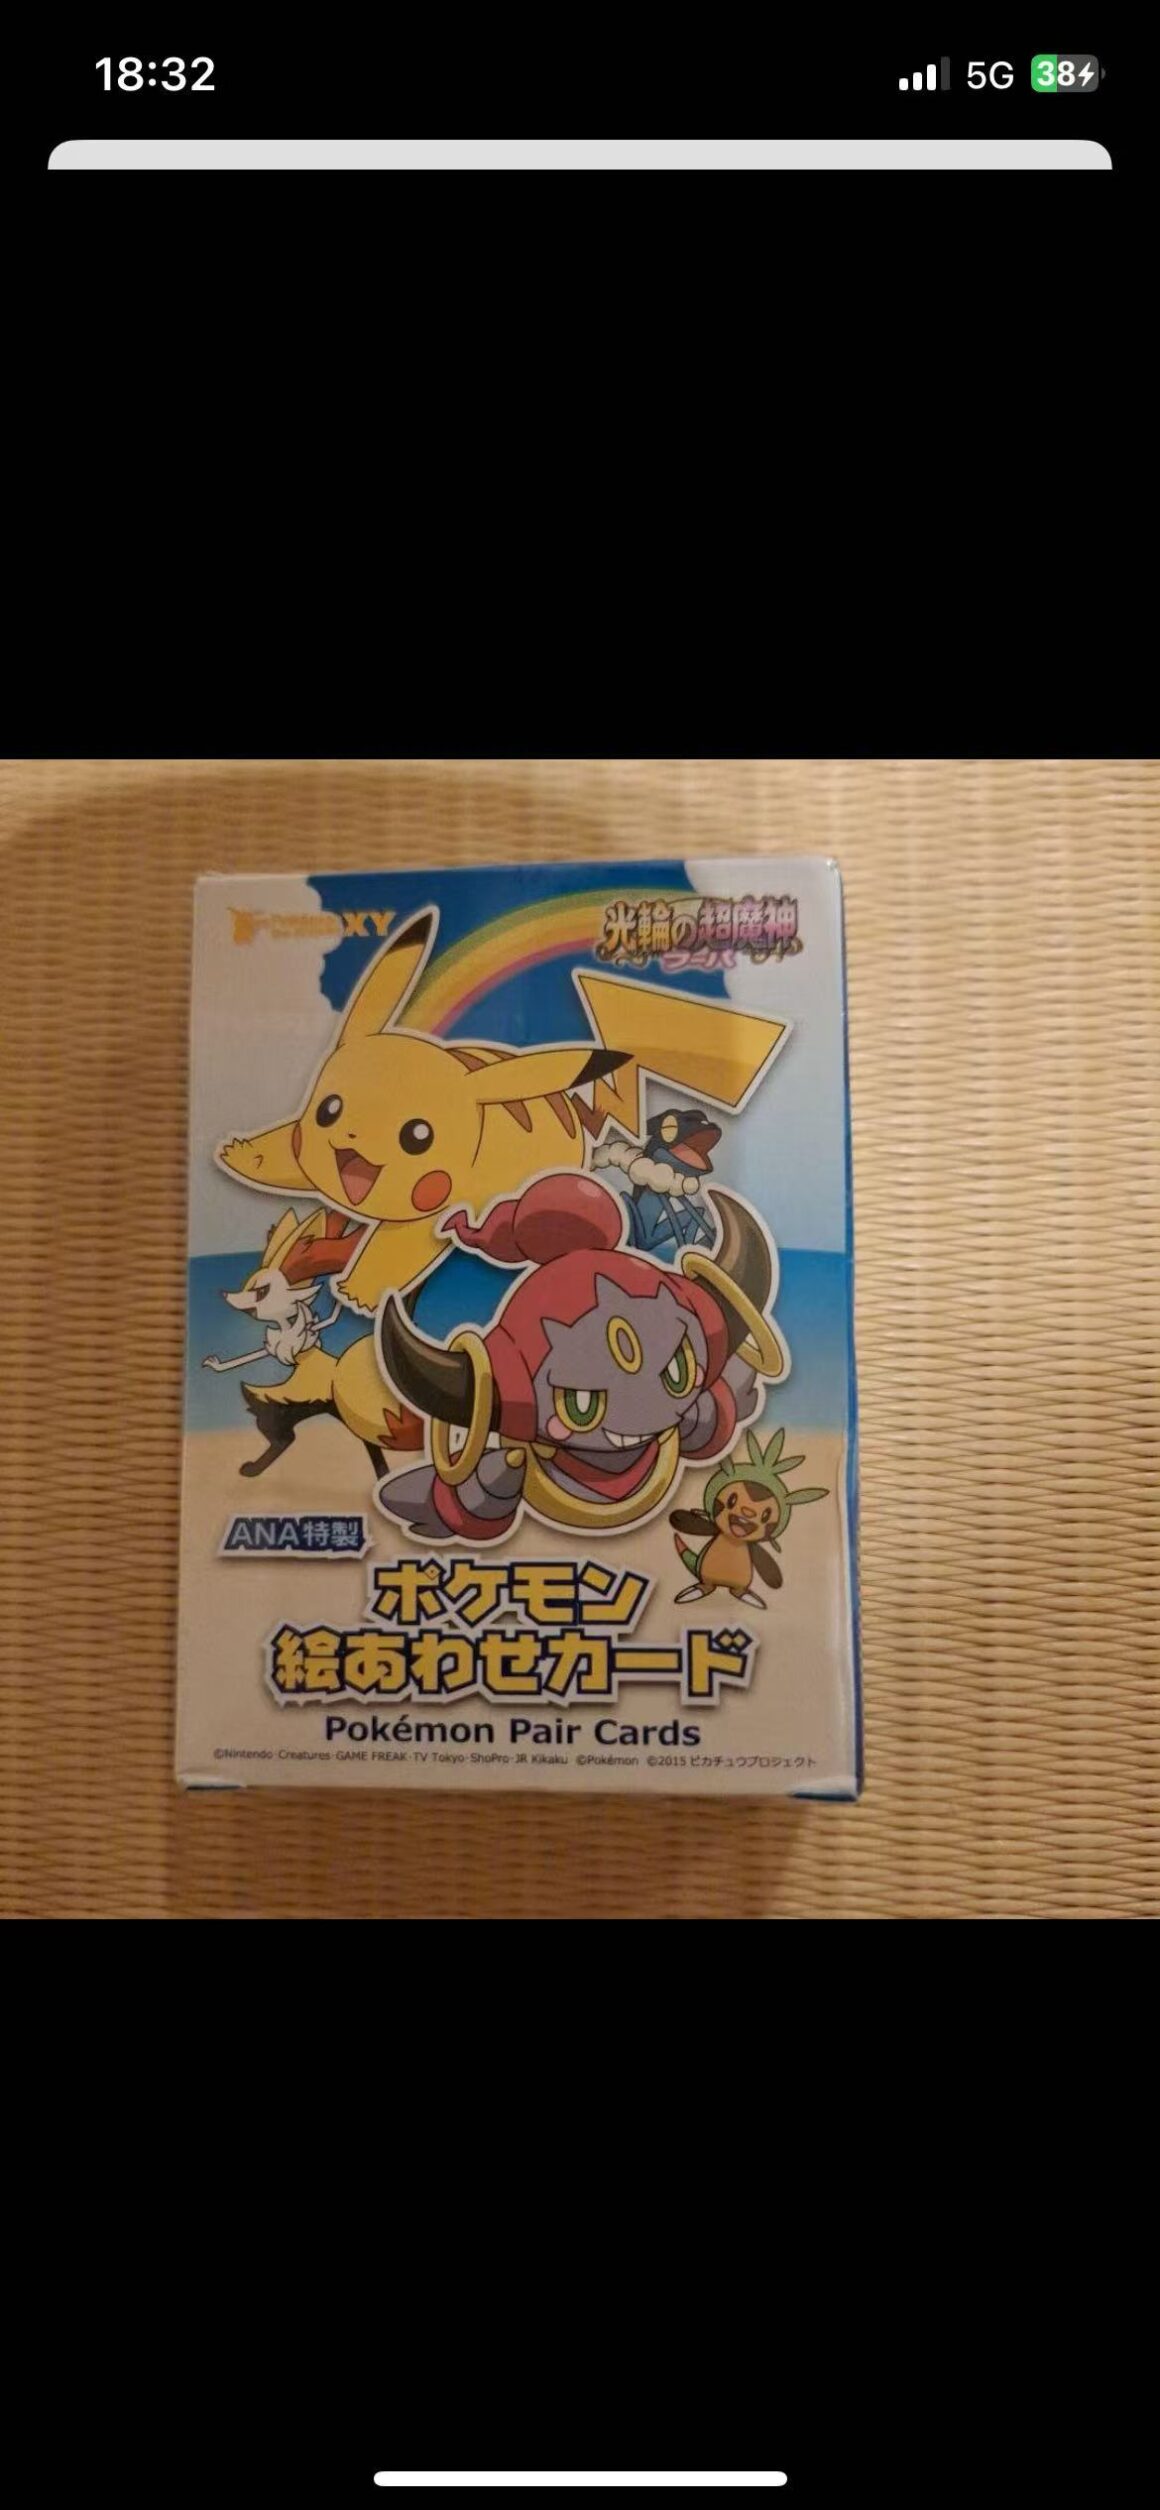 18:32
5G
38
XY
光輪の超魔神
フーパ
ANA特製
ポケモン
絵あわせカード
Pokémon Pair Cards
©Nintendo·Creatures·GAME FREAK·TV Tokyo·ShoPro·JR Kikaku ©Pokémon ©2015 ピカチュウプロジェクト